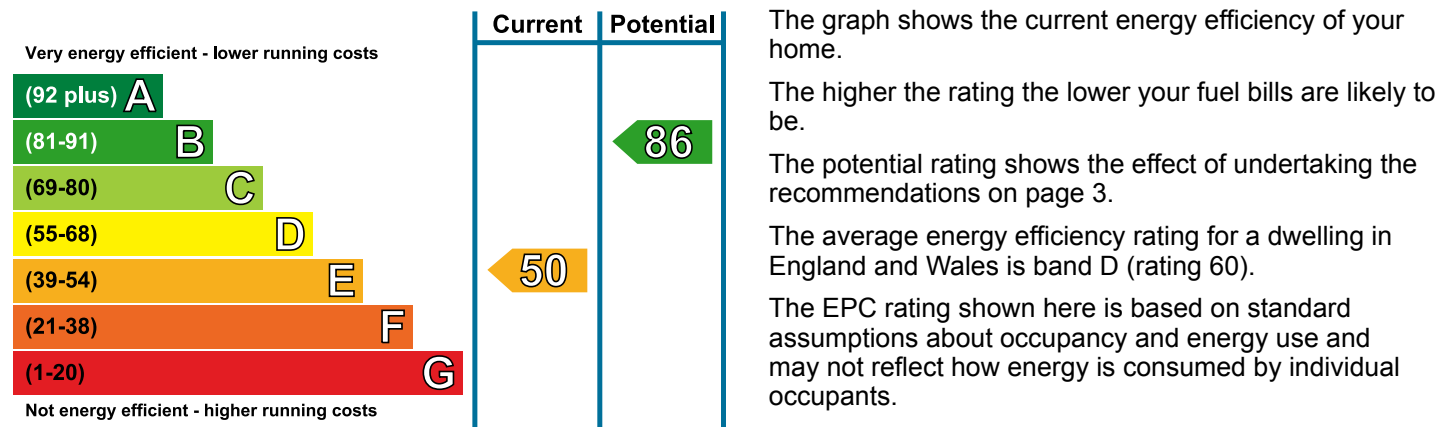 Current Potential
Very energy efficient - lower running costs
(92 plus) A
(81-91) B
86
(69-80) C
(55-68) D
(39-54) E
50
(21-38) F
(1-20) G
Not energy efficient - higher running costs
The graph shows the current energy efficiency of your
home.
The higher the rating the lower your fuel bills are likely to
be.
The potential rating shows the effect of undertaking the
recommendations on page 3.
The average energy efficiency rating for a dwelling in
England and Wales is band D (rating 60).
The EPC rating shown here is based on standard
assumptions about occupancy and energy use and
may not reflect how energy is consumed by individual
occupants.